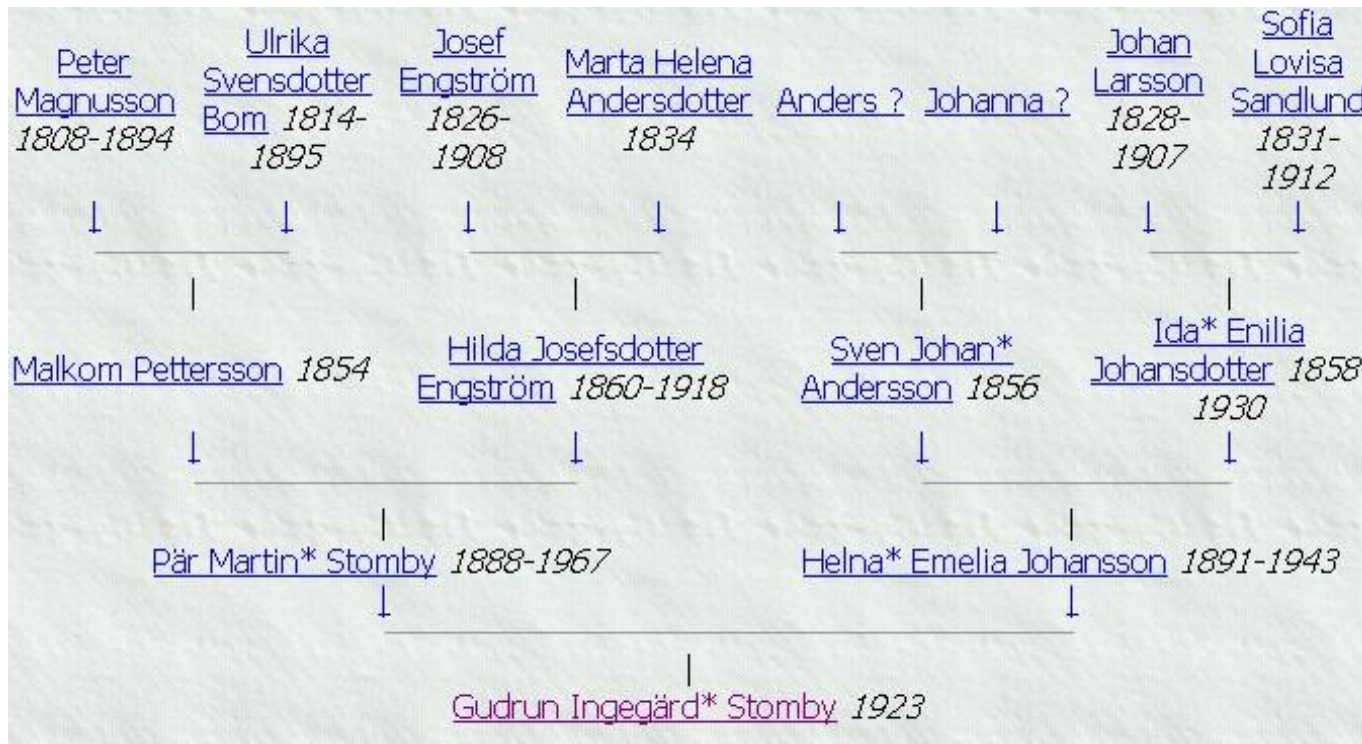 Peter
Magnusson
1808-1894
Ulrika
Svensdotter
Bom 1814-
1895
Josef
Engström
1826-
1908
Marta Helena
Andersdotter
1834
Anders ?
Johanna ?
Johan
Larsson
1828-
1907
Sofia
Lovisa
Sandlund
1831-
1912
Malkom Pettersson 1854
Hilda Josefsdotter
Engström 1860-1918
Sven Johan*
Andersson 1856
Ida* Enilia
Johansdotter 1858-
1930
Pär Martin* Stomby 1888-1967
Helna* Emelia Johansson 1891-1943
Gudrun Ingegärd* Stomby 1923